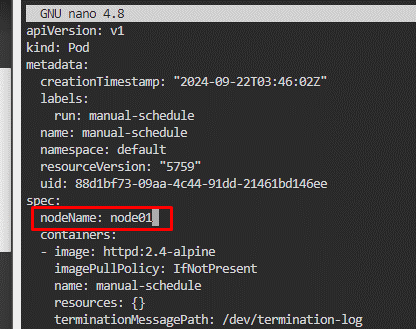 GNU nano 4.8
apiVersion: v1
kind: Pod
metadata:
  creationTimestamp: "2024-09-22T03:46:02Z"
  labels:
    run: manual-schedule
  name: manual-schedule
  namespace: default
  resourceVersion: "5759"
  uid: 88d1bf73-09aa-4c44-91dd-21461bd146ee
spec:
  nodeName: node01
  containers:
  - image: httpd:2.4-alpine
    imagePullPolicy: IfNotPresent
    name: manual-schedule
    resources: {}
    terminationMessagePath: /dev/termination-log